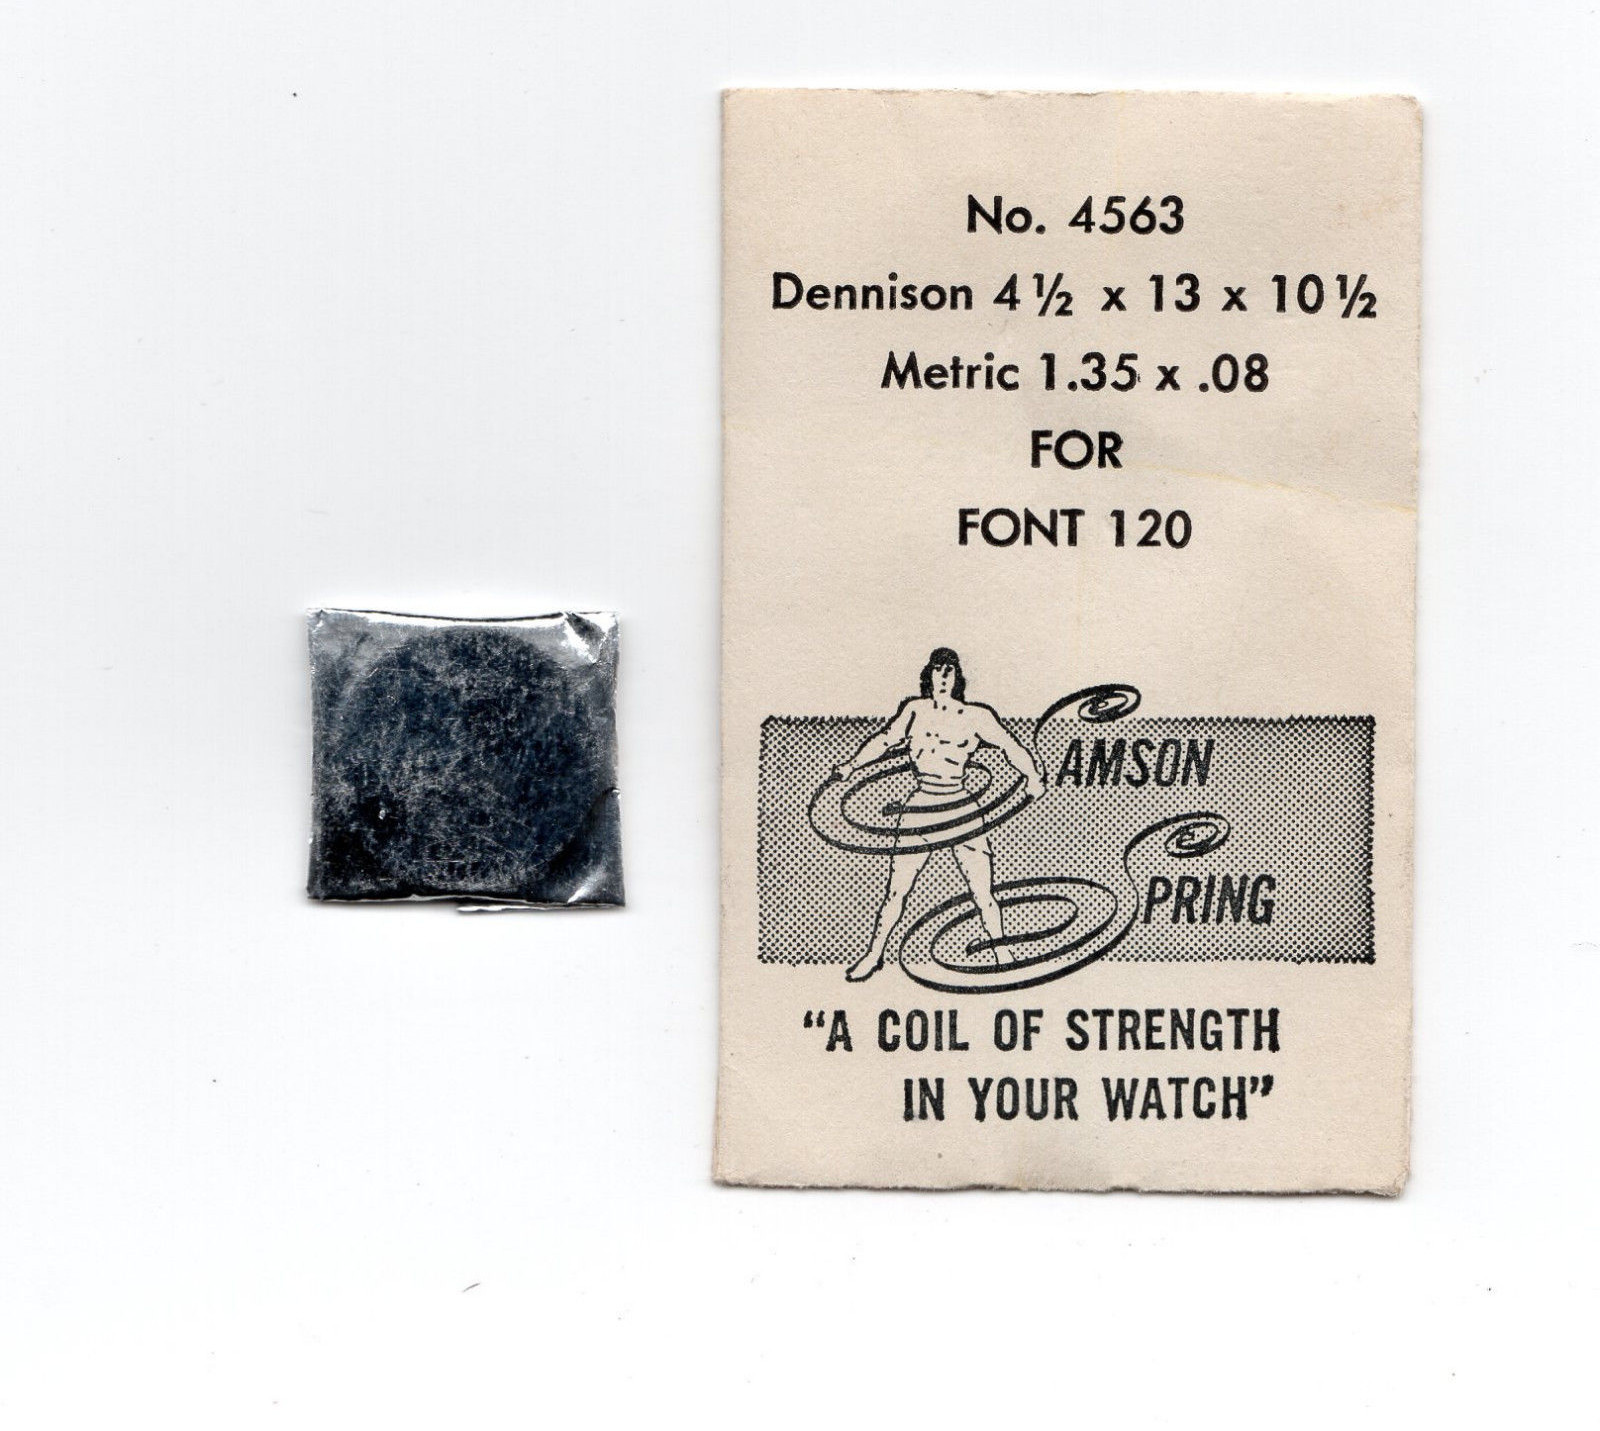 No. 4563
Dennison 4½ x 13 x 10½
Metric 1.35 x .08
FOR
FONT 120
SAMSON
SPRING
“A COIL OF STRENGTH
IN YOUR WATCH”